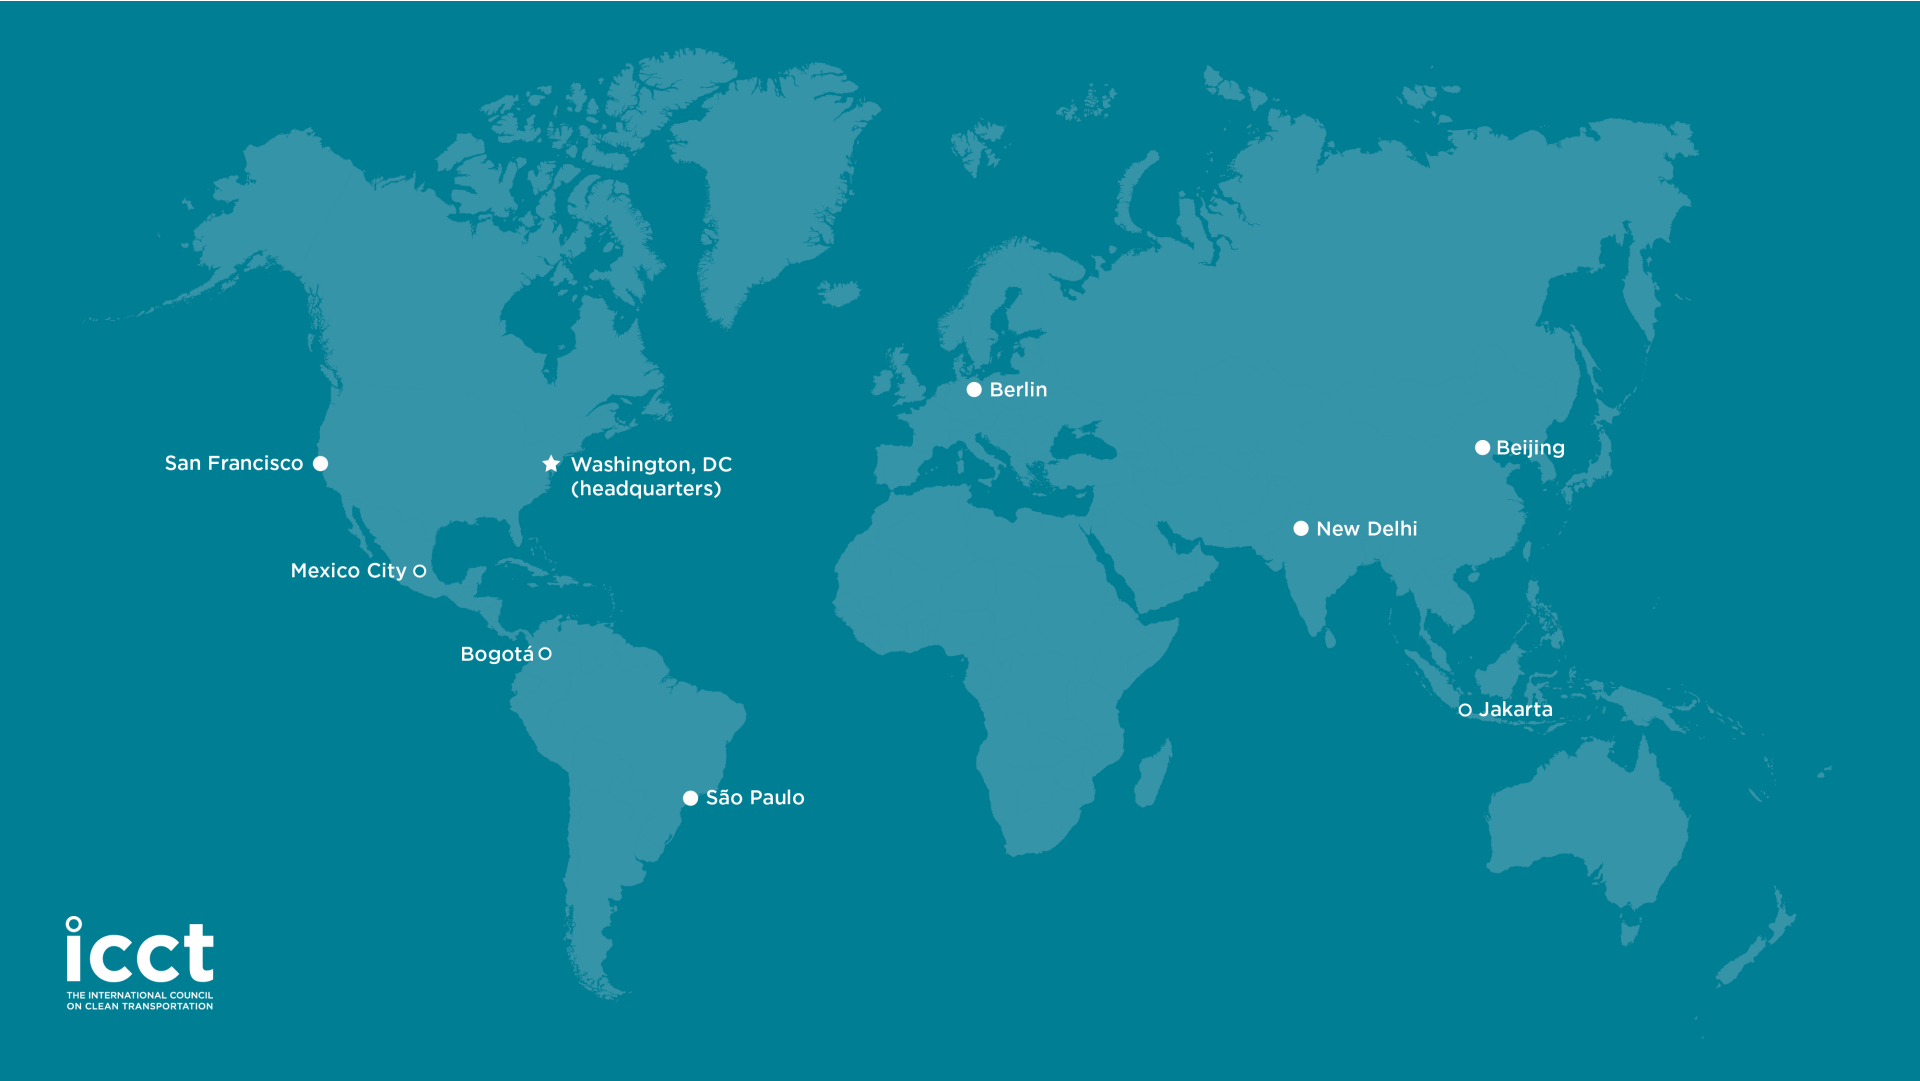 Berlin
Beijing
San Francisco
Washington, DC
(headquarters)
New Delhi
Mexico City
Bogotá
Jakarta
São Paulo
icct
THE INTERNATIONAL COUNCIL
ON CLEAN TRANSPORTATION